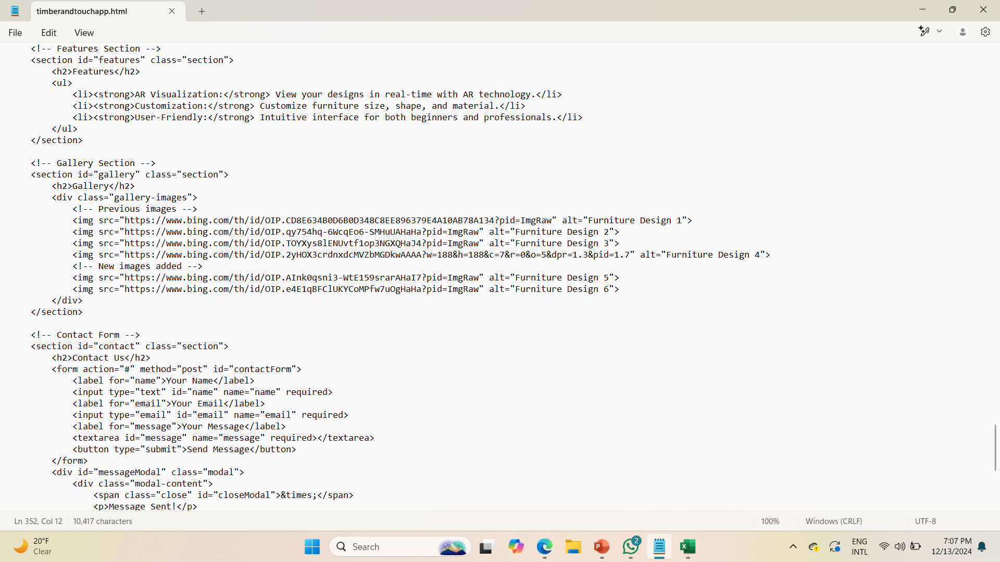 timberandtouchapp.html
File Edit View
<!-- Features Section -->
<section id="features" class="section">
<h2>Features</h2>
<ul>
<li><strong>AR Visualization:</strong> View your designs in real-time with AR technology.</li>
<li><strong>Customization:</strong> Customize furniture size, shape, and material.</li>
<li><strong>User-Friendly:</strong> Intuitive interface for both beginners and professionals.</li>
</ul>
</section>
<!-- Gallery Section -->
<section id="gallery" class="section">
<h2>Gallery</h2>
<div class="gallery-images">
<!-- Previous images -->
<img src="https://www.bing.com/th/id/OIP.CD8E634B0D6B0D348C8EE896379E4A10AB78A134?pid=ImgRaw" alt="Furniture Design 1">
<img src="https://www.bing.com/th/id/OIP.qy754hq-6WcqEo6-SMHuUAHaHa?pid=ImgRaw" alt="Furniture Design 2">
<img src="https://www.bing.com/th/id/OIP.TOYXys8lENUvtf1op3NGXQHaJ4?pid=ImgRaw" alt="Furniture Design 3">
<img src="https://www.bing.com/th/id/OIP.2yHOX3crdnxdcMVZbMGDkwAAAA?w=188&h=188&c=7&r=0&o=5&dpr=1.3&pid=1.7" alt="Furniture Design 4">
<!-- New images added -->
<img src="https://www.bing.com/th/id/OIP.AInk0qsni3-WtE159srarAHaI7?pid=ImgRaw" alt="Furniture Design 5">
<img src="https://www.bing.com/th/id/OIP.e4E1qBFClUKYCoMPfw7uOgHaHa?pid=ImgRaw" alt="Furniture Design 6">
</div>
</section>
<!-- Contact Form -->
<section id="contact" class="section">
<h2>Contact Us</h2>
<form action="#" method="post" id="contactForm">
<label for="name">Your Name</label>
<input type="text" id="name" name="name" required>
<label for="email">Your Email</label>
<input type="email" id="email" name="email" required>
<label for="message">Your Message</label>
<textarea id="message" name="message" required></textarea>
<button type="submit">Send Message</button>
</form>
<div id="messageModal" class="modal">
<div class="modal-content">
<span class="close" id="closeModal">&times;</span>
<p>Message Sent!</p>
Ln 352, Col 12 10,417 characters 100% Windows (CRLF) UTF-8
20°F
Clear
Search
2
ENG
INTL
7:07 PM
12/13/2024